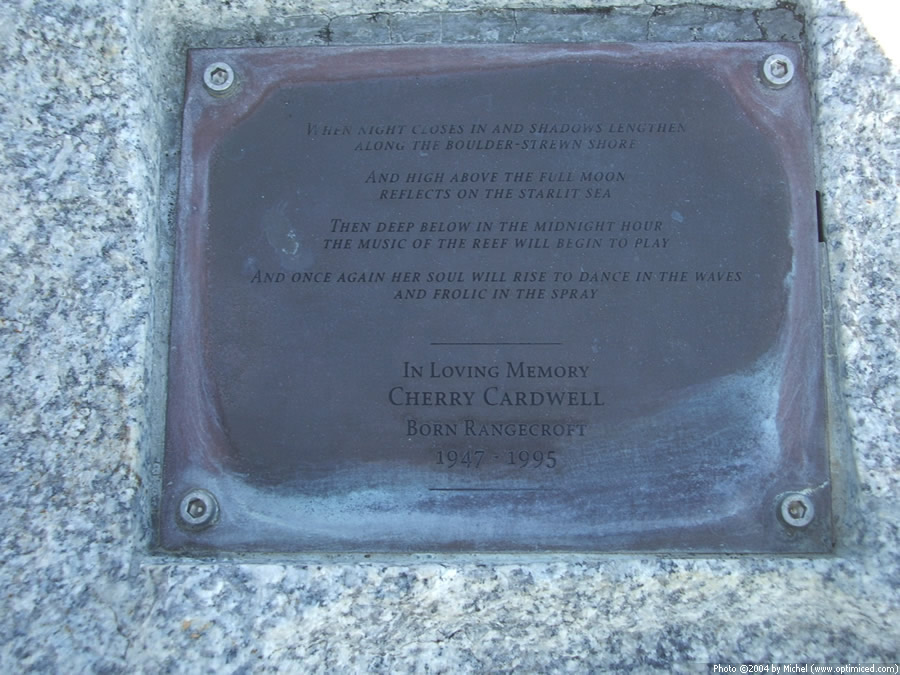 When night closes in and shadows lengthen
along the boulder-strewn shore
And high above the full moon
reflects on the starlit sea
Then deep below in the midnight hour
the music of the reef will begin to play
And once again her soul will rise to dance in the waves
and frolic in the spray
In Loving Memory
Cherry Cardwell
Born Rangecroft
1947 · 1995
Photo ©2004 by Michel (www.optimiced.com)